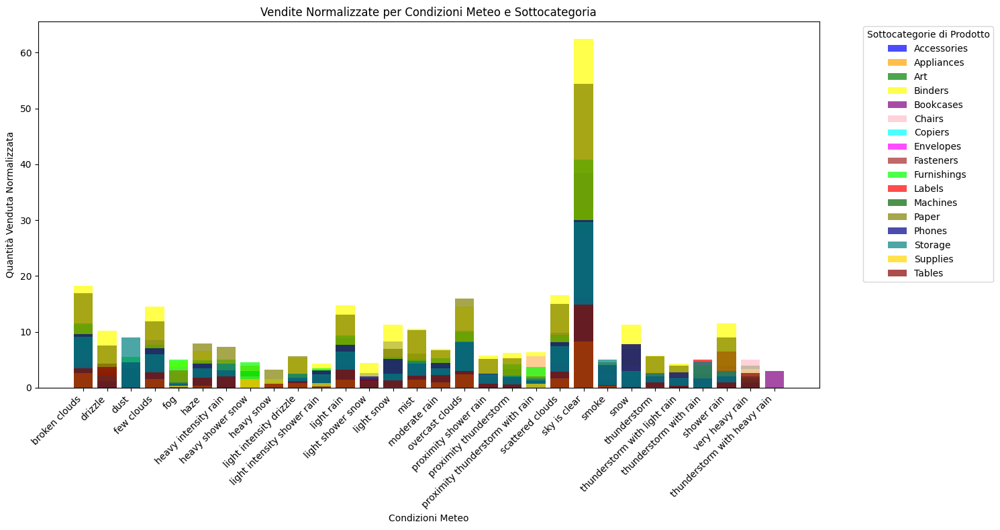 Vendite Normalizzate per Condizioni Meteo e Sottocategoria
Quantità Venduta Normalizzata
60
50
40
30
20
10
0
broken clouds
drizzle
dust
few clouds
fog
haze
heavy intensity rain
heavy shower snow
heavy snow
light intensity drizzle
light intensity shower rain
light rain
light shower snow
light snow
mist
moderate rain
overcast clouds
proximity shower rain
proximity thunderstorm
proximity thunderstorm with rain
scattered clouds
sky is clear
smoke
snow
thunderstorm
thunderstorm with light rain
thunderstorm with rain
shower rain
very heavy rain
thunderstorm with heavy rain
Condizioni Meteo
Sottocategorie di Prodotto
Accessories
Appliances
Art
Binders
Bookcases
Chairs
Copiers
Envelopes
Fasteners
Furnishings
Labels
Machines
Paper
Phones
Storage
Supplies
Tables